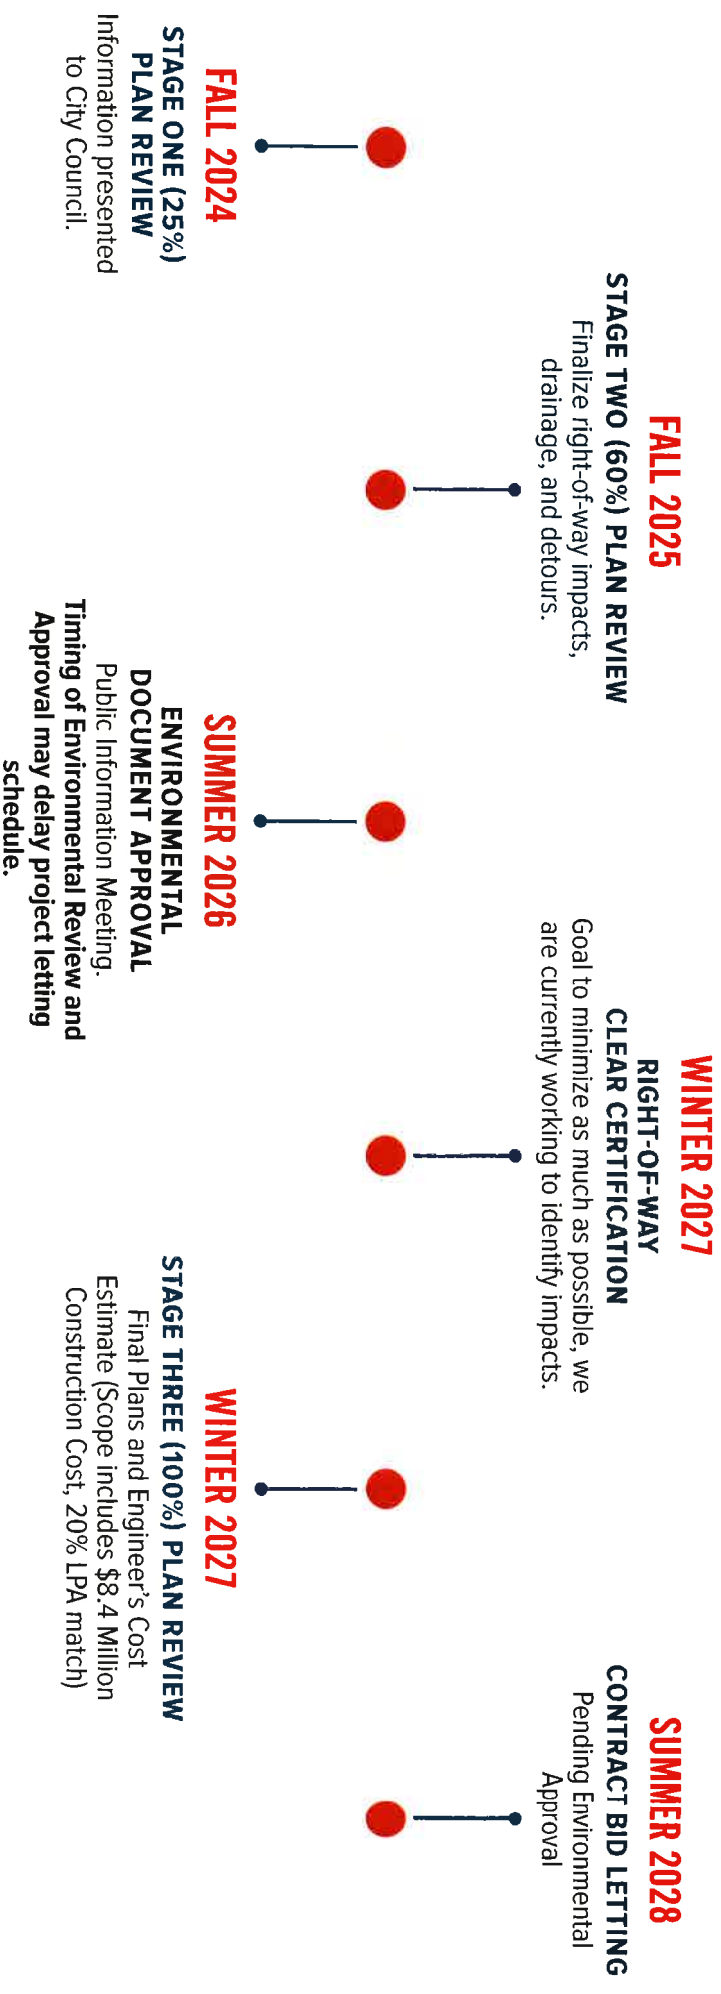 FALL 2024
STAGE ONE (25%)
PLAN REVIEW
Information presented
to City Council.
FALL 2025
STAGE TWO (60%) PLAN REVIEW
Finalize right-of-way impacts,
drainage, and detours.
SUMMER 2026
ENVIRONMENTAL
DOCUMENT APPROVAL
Public Information Meeting.
Timing of Environmental Review and
Approval may delay project letting
schedule.
WINTER 2027
RIGHT-OF-WAY
CLEAR CERTIFICATION
Goal to minimize as much as possible, we
are currently working to identify impacts.
WINTER 2027
STAGE THREE (100%) PLAN REVIEW
Final Plans and Engineer’s Cost
Estimate (Scope includes $8.4 Million
Construction Cost, 20% LPA match)
SUMMER 2028
CONTRACT BID LETTING
Pending Environmental
Approval